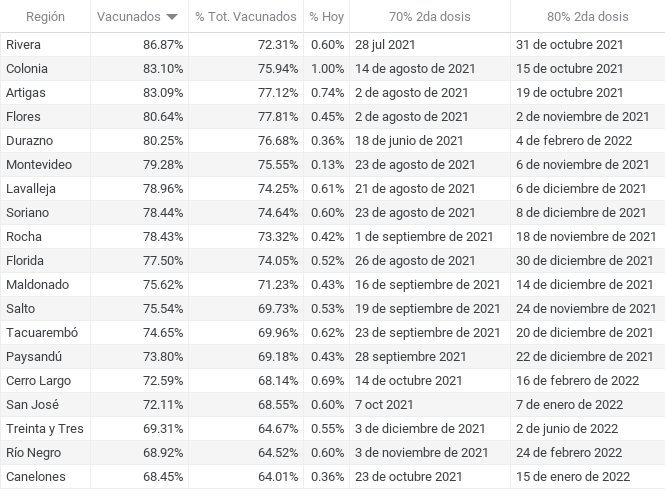 Región Vacunados % Tot. Vacunados % Hoy 70% 2da dosis 80% 2da dosis
Rivera 86.87% 72.31% 0.60% 28 jul 2021 31 de octubre 2021
Colonia 83.10% 75.94% 1.00% 14 de agosto de 2021 15 de octubre 2021
Artigas 83.09% 77.12% 0.74% 2 de agosto de 2021 19 de octubre 2021
Flores 80.64% 77.81% 0.45% 2 de agosto de 2021 2 de noviembre de 2021
Durazno 80.25% 76.68% 0.36% 18 de junio de 2021 4 de febrero de 2022
Montevideo 79.28% 75.55% 0.13% 23 de agosto de 2021 6 de noviembre de 2021
Lavalleja 78.96% 74.25% 0.61% 21 de agosto de 2021 6 de diciembre de 2021
Soriano 78.44% 74.64% 0.60% 23 de agosto de 2021 8 de diciembre de 2021
Rocha 78.43% 73.32% 0.42% 1 de septiembre de 2021 18 de noviembre de 2021
Florida 77.50% 74.05% 0.52% 26 de agosto de 2021 30 de diciembre de 2021
Maldonado 75.62% 71.23% 0.43% 16 de septiembre de 2021 14 de diciembre de 2021
Salto 75.54% 69.73% 0.53% 19 de septiembre de 2021 24 de noviembre de 2021
Tacuarembó 74.65% 69.96% 0.62% 23 de septiembre de 2021 20 de diciembre de 2021
Paysandú 73.80% 69.18% 0.43% 28 septiembre 2021 22 de diciembre de 2021
Cerro Largo 72.59% 68.14% 0.69% 14 de octubre de 2021 16 de febrero de 2022
San José 72.11% 68.55% 0.60% 7 oct 2021 7 de enero de 2022
Treinta y Tres 69.31% 64.67% 0.55% 3 de diciembre de 2021 2 de junio de 2022
Río Negro 68.92% 64.52% 0.60% 3 de noviembre de 2021 24 de febrero 2022
Canelones 68.45% 64.01% 0.36% 23 de octubre de 2021 15 de enero de 2022